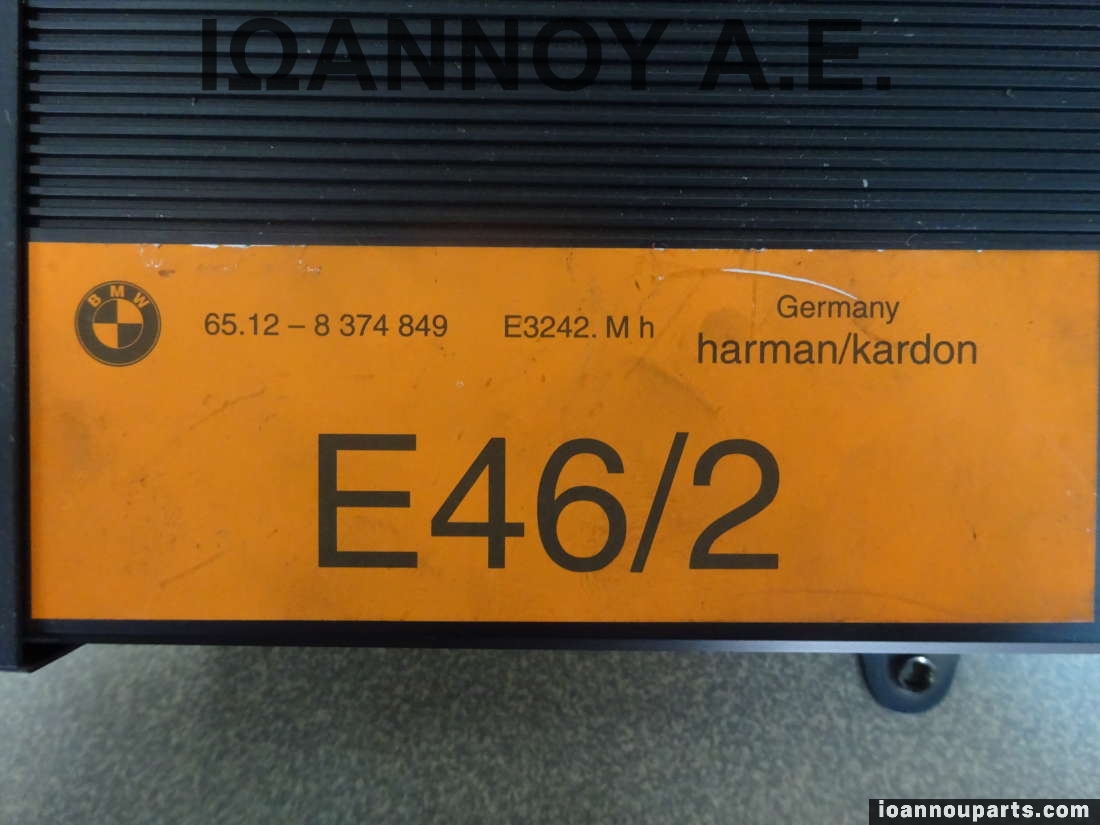 ΙΩΑΝΝΟΥ Α.Ε.
BMW
65.12 – 8 374 849
E3242. M h
Germany
harman/kardon
E46/2
ioannouparts.com